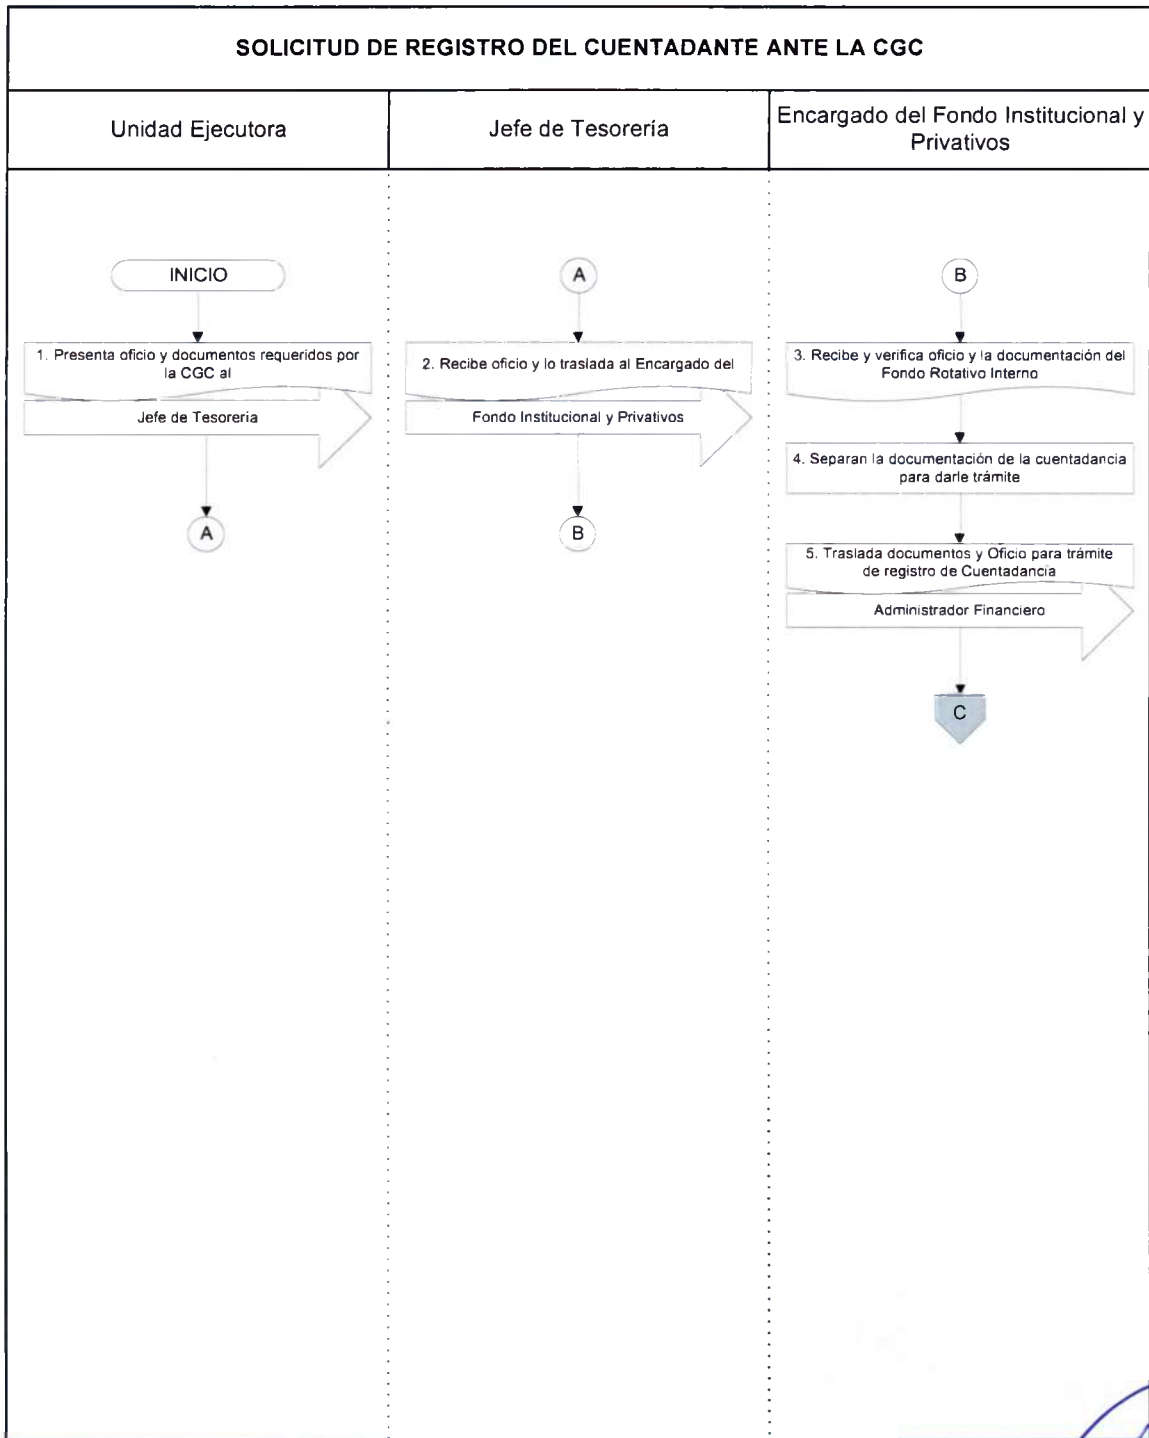 SOLICITUD DE REGISTRO DEL CUENTADANTE ANTE LA CGC
Unidad Ejecutora
Jefe de Tesorería
Encargado del Fondo Institucional y
Privativos
INICIO
1. Presenta oficio y documentos requeridos por
la CGC al
Jefe de Tesorería
A
A
2. Recibe oficio y lo traslada al Encargado del
Fondo Institucional y Privativos
B
B
3. Recibe y verifica oficio y la documentación del
Fondo Rotativo Interno
4. Separan la documentación de la cuentadancia
para darle trámite
5. Traslada documentos y Oficio para trámite
de registro de Cuentadancia
Administrador Financiero
C